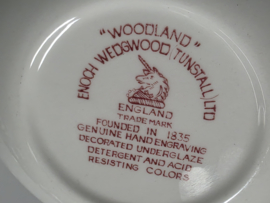 "WOODLAND"
ENOCH WEDGWOOD (TUNSTALL) LTD
ENGLAND
TRADE MARK
FOUNDED IN 1835
GENUINE HAND ENGRAVING
DECORATED UNDERGLAZE
DETERGENT AND ACID
RESISTING COLORS